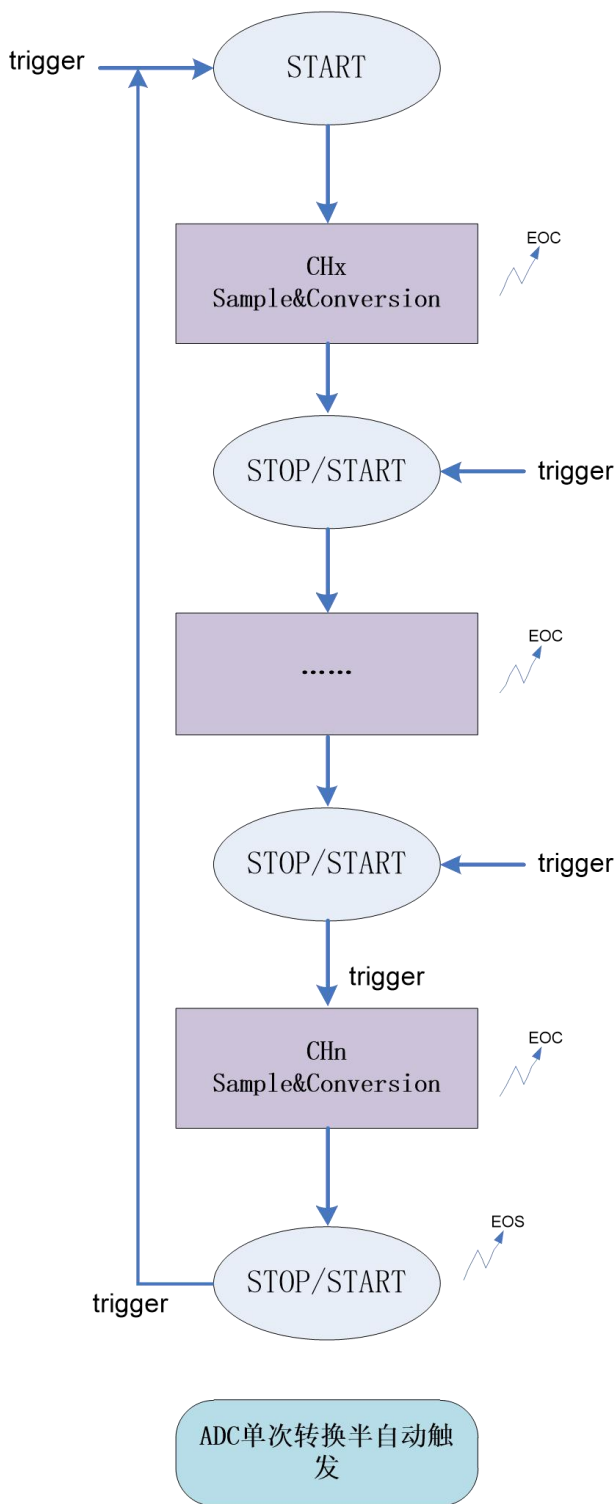 trigger
START
EOC
CHx
Sample&Conversion
STOP/START
trigger
EOC
……
STOP/START
trigger
trigger
EOC
CHn
Sample&Conversion
EOS
STOP/START
trigger
ADC单次转换半自动触
发